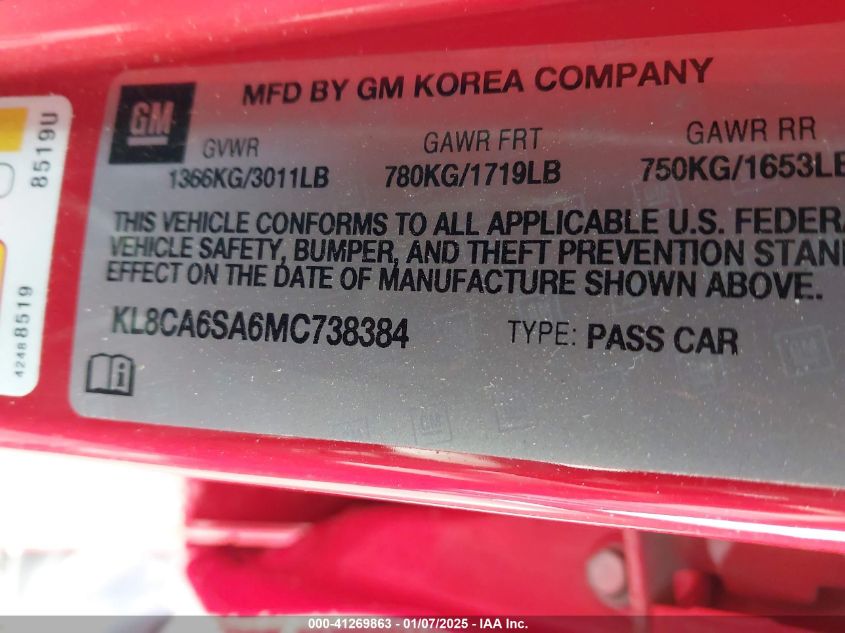 GM
MFD BY GM KOREA COMPANY
GVWR GAWR FRT GAWR RR
1366KG/3011LB 780KG/1719LB 750KG/1653LB
THIS VEHICLE CONFORMS TO ALL APPLICABLE U.S. FEDERA
VEHICLE SAFETY, BUMPER, AND THEFT PREVENTION STAN
EFFECT ON THE DATE OF MANUFACTURE SHOWN ABOVE.
KL8CA6SA6MC738384 TYPE: PASS CAR
8519U
42488519
000-41269863 - 01/07/2025 - IAA Inc.